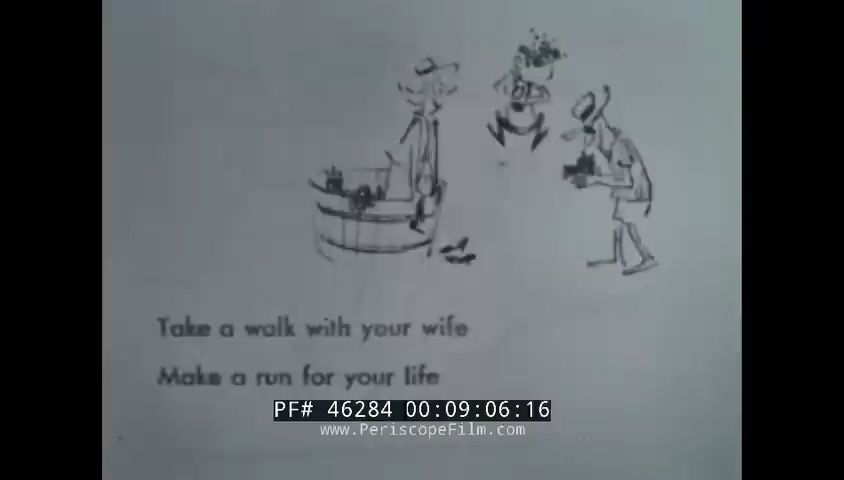 Take a walk with your wife
Make a run for your life
PF# 46284 00:09:06:16
www.PeriscopeFilm.com